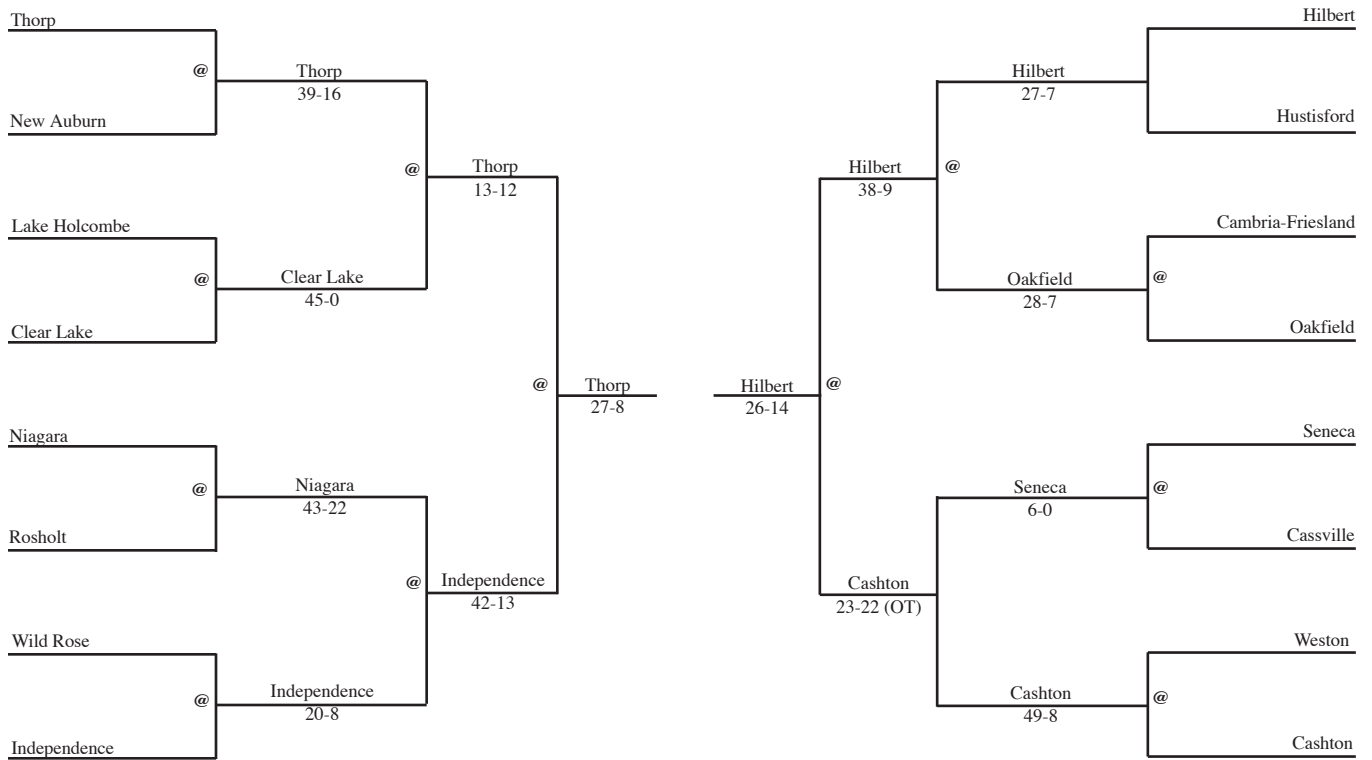 Thorp
@
New Auburn
Thorp
39-16
Lake Holcombe
@
Clear Lake
Clear Lake
45-0
@
Thorp
13-12
Niagara
@
Rosholt
Niagara
43-22
Wild Rose
@
Independence
Independence
20-8
@
Independence
42-13
@
Thorp
27-8
Hilbert
26-14
@
Hilbert
38-9
@
Hilbert
27-7
Hilbert
Hustisford
Oakfield
28-7
Cambria-Friesland
@
Oakfield
Cashton
23-22 (OT)
Seneca
6-0
Seneca
@
Cassville
Cashton
49-8
Weston
@
Cashton